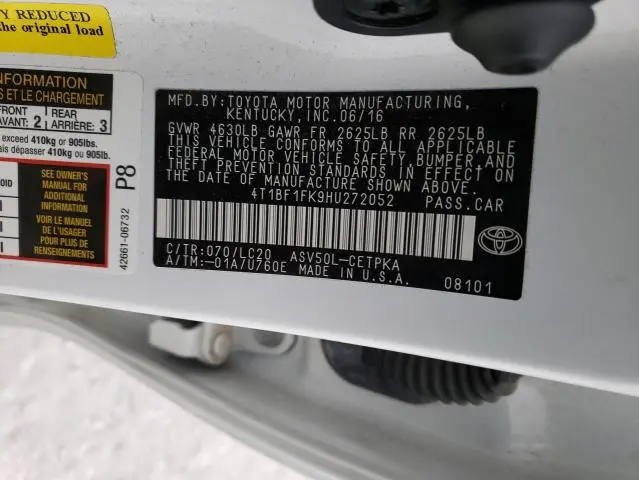 Y REDUCED
the original load
INFORMATION
S ET LE CHARGEMENT
FRONT
AVANT: 2
REAR
ARRIÈRE: 3
exceed 410kg or 905lbs.
ais dépasser 410kg ou 905lb.
SEE OWNER'S
MANUAL FOR
ADDITIONAL
INFORMATION
VOIR LE MANUEL
DE L'USAGER
POUR PLUS DE
RENSEIGNEMENTS
P8
42661-06732
MFD.BY:TOYOTA MOTOR MANUFACTURING,
KENTUCKY,INC.06/16
GVWR 4630LB GAWR FR 2625LB RR 2625LB
THIS VEHICLE CONFORMS TO ALL APPLICABLE
FEDERAL MOTOR VEHICLE SAFETY, BUMPER,AND
THEFT PREVENTION STANDARDS IN EFFECT ON
THE DATE OF MANUFACTURE SHOWN ABOVE.
4T1BF1FK9HU272052 PASS.CAR
TOYOTA
C/TR:070/LC20 ASV50L-CETPKA
A/TM:-01A/U760E MADE IN U.S.A.
08101